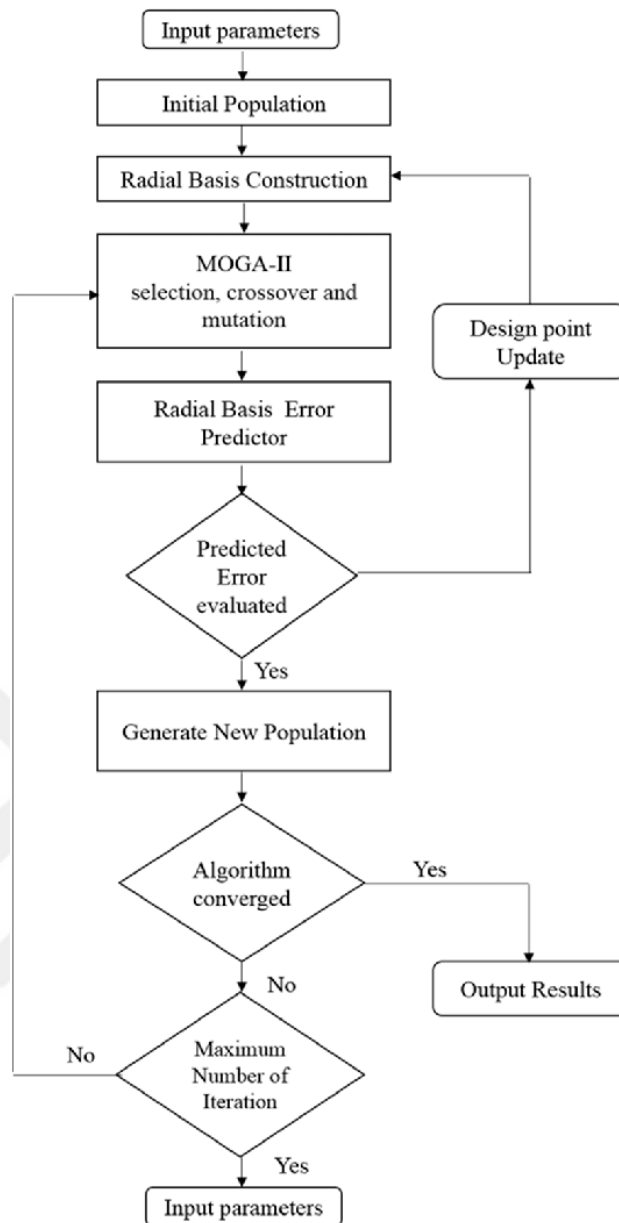 Input parameters
Initial Population
Radial Basis Construction
MOGA-II
selection, crossover and
mutation
Design point
Update
Radial Basis Error
Predictor
Predicted
Error
evaluated
Yes
Generate New Population
Algorithm
converged
Yes
No
Output Results
No
Maximum
Number of
Iteration
Yes
Input parameters